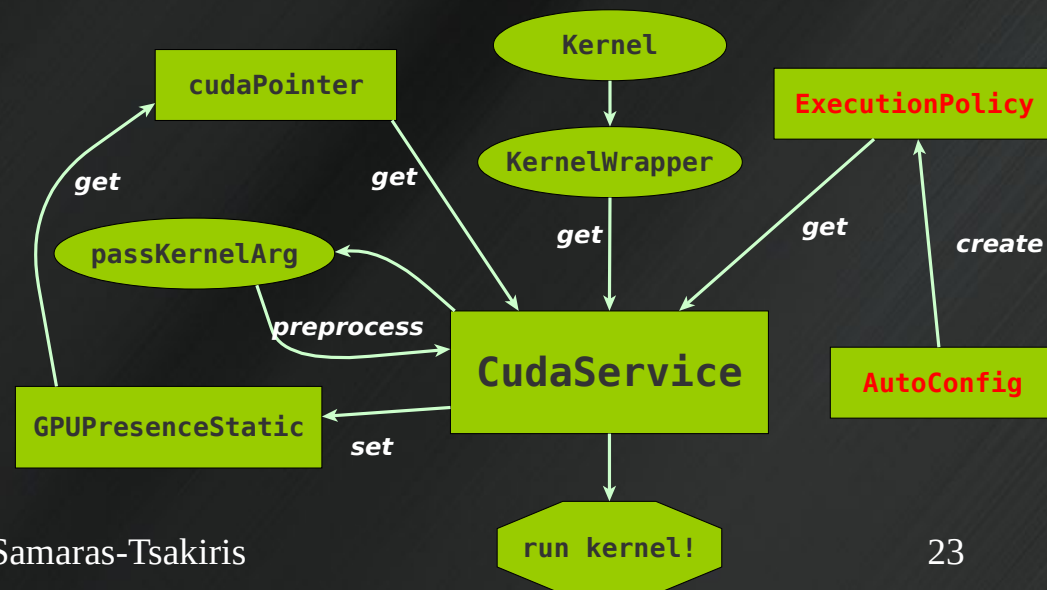 Kernel
cudaPointer
ExecutionPolicy
KernelWrapper
get
get
get
get
create
passKernelArg
preprocess
CudaService
AutoConfig
GPUPresenceStatic
set
run kernel!
Samaras-Tsakiris
23